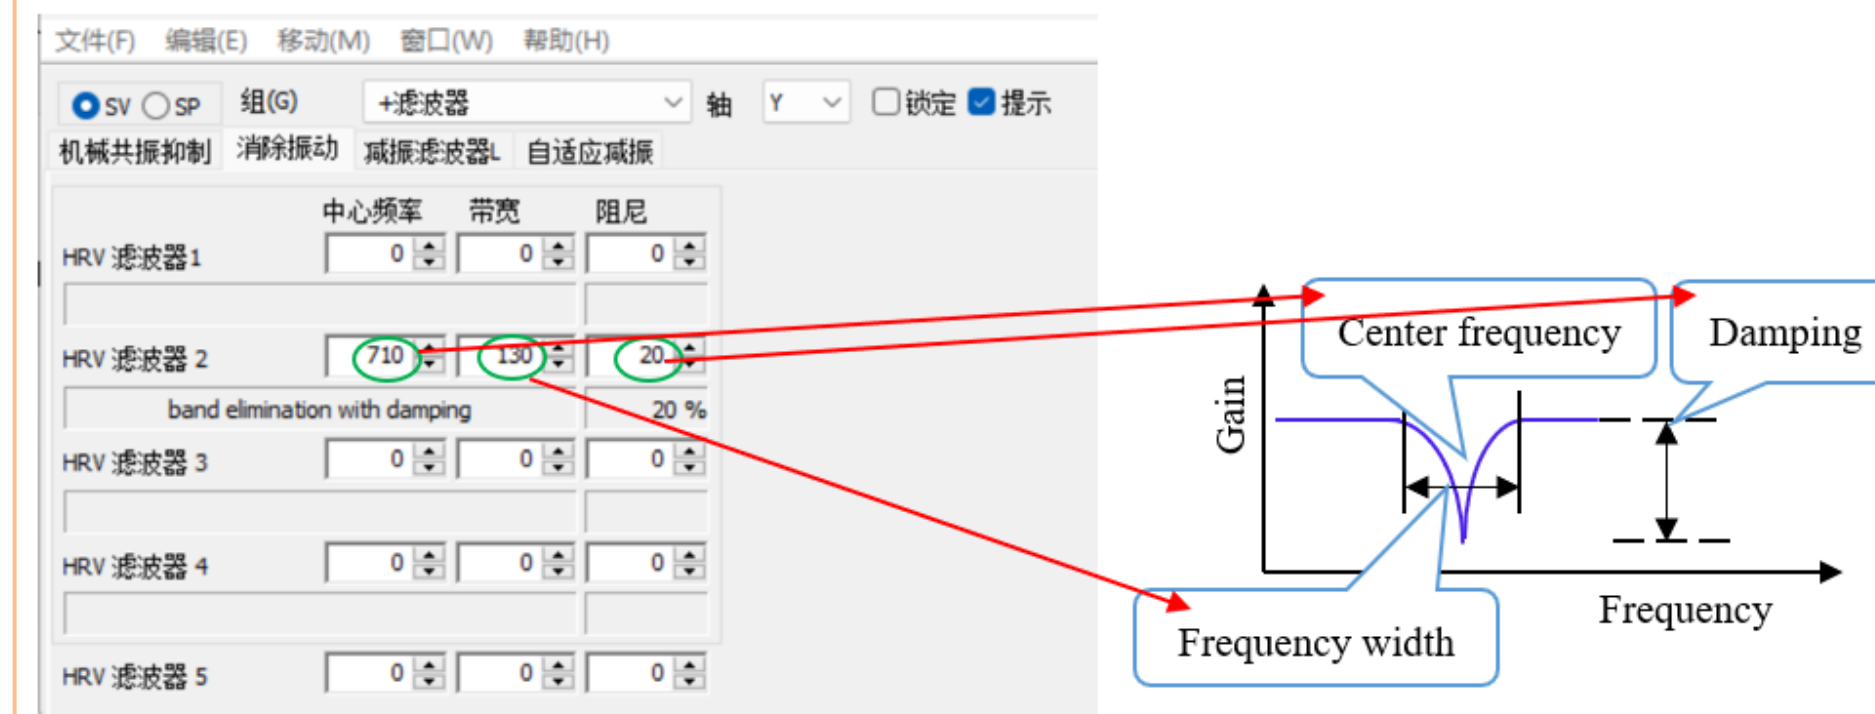 文件(F) 编辑(E) 移动(M) 窗口(W) 帮助(H)
SV SP 组(G) +滤波器 轴 Y 锁定 提示
机械共振抑制 消除振动 减振滤波器L 自适应减振
中心频率 带宽 阻尼
HRV 滤波器1 0 0 0
HRV 滤波器 2 710 130 20
band elimination with damping 20 %
HRV 滤波器 3 0 0 0
HRV 滤波器 4 0 0 0
HRV 滤波器 5 0 0 0
Center frequency
Damping
Gain
Frequency
Frequency width